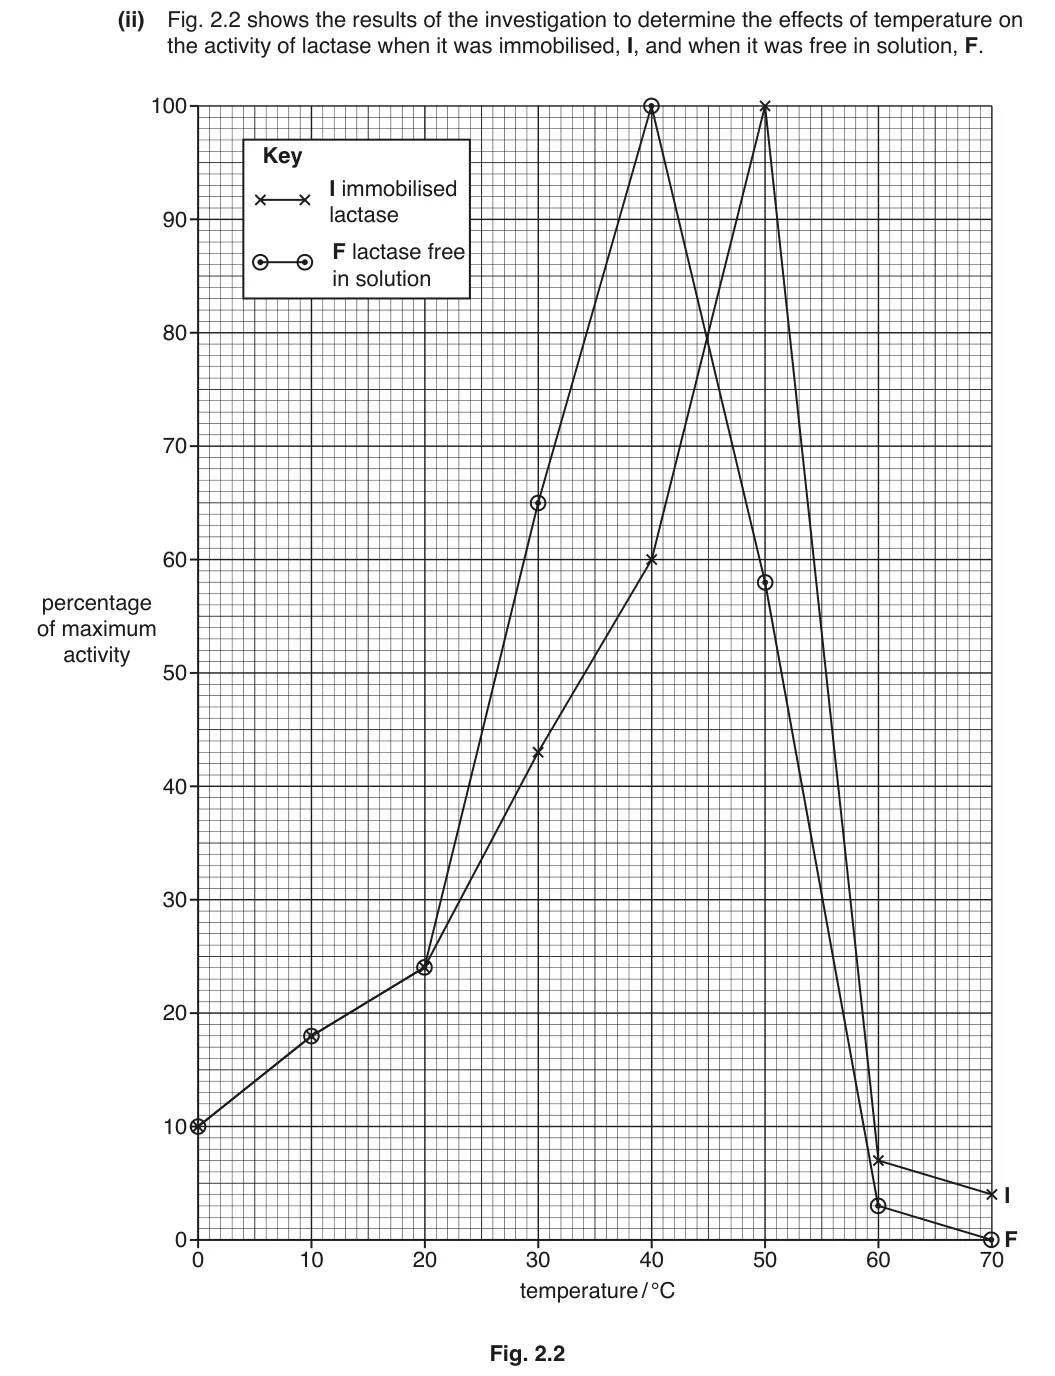 (ii) Fig. 2.2 shows the results of the investigation to determine the effects of temperature on
the activity of lactase when it was immobilised, I, and when it was free in solution, F.
100
Key
I immobilised
lactase
F lactase free
in solution
90
80
70
60
percentage
of maximum
activity
50
40
30
20
10
0
I
F
0 10 20 30 40 50 60 70
temperature / °C
Fig. 2.2